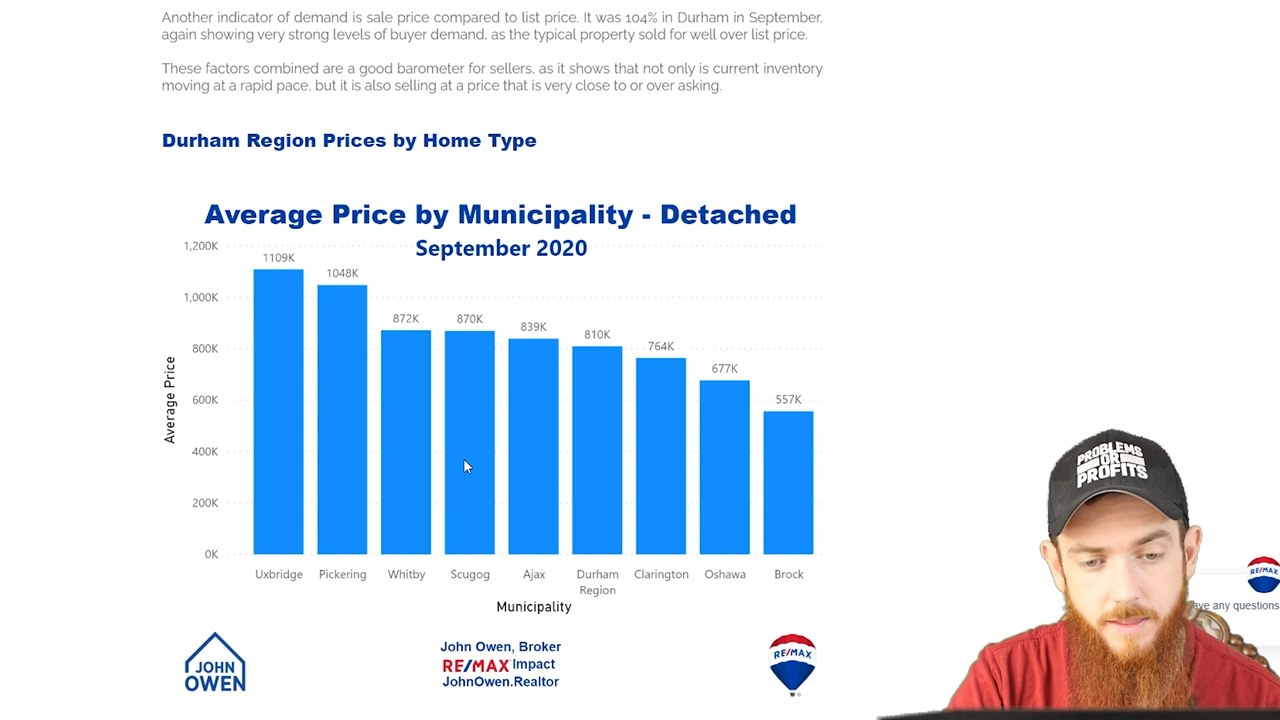 Another indicator of demand is sale price compared to list price. It was 104% in Durham in September,
again showing very strong levels of buyer demand, as the typical property sold for well over list price.
These factors combined are a good barometer for sellers, as it shows that not only is current inventory
moving at a rapid pace, but it is also selling at a price that is very close to or over asking.
Durham Region Prices by Home Type
Average Price by Municipality - Detached
September 2020
1,200K
1,000K
800K
600K
400K
200K
0K
Average Price
1109K
1048K
872K
870K
839K
810K
764K
677K
557K
Uxbridge
Pickering
Whitby
Scugog
Ajax
Durham
Region
Clarington
Oshawa
Brock
Municipality
JOHN
OWEN
John Owen, Broker
RE/MAX Impact
JohnOwen.Realtor
RE/MAX
PROBLEMS
OR
PROFITS
RE/MAX
any questions